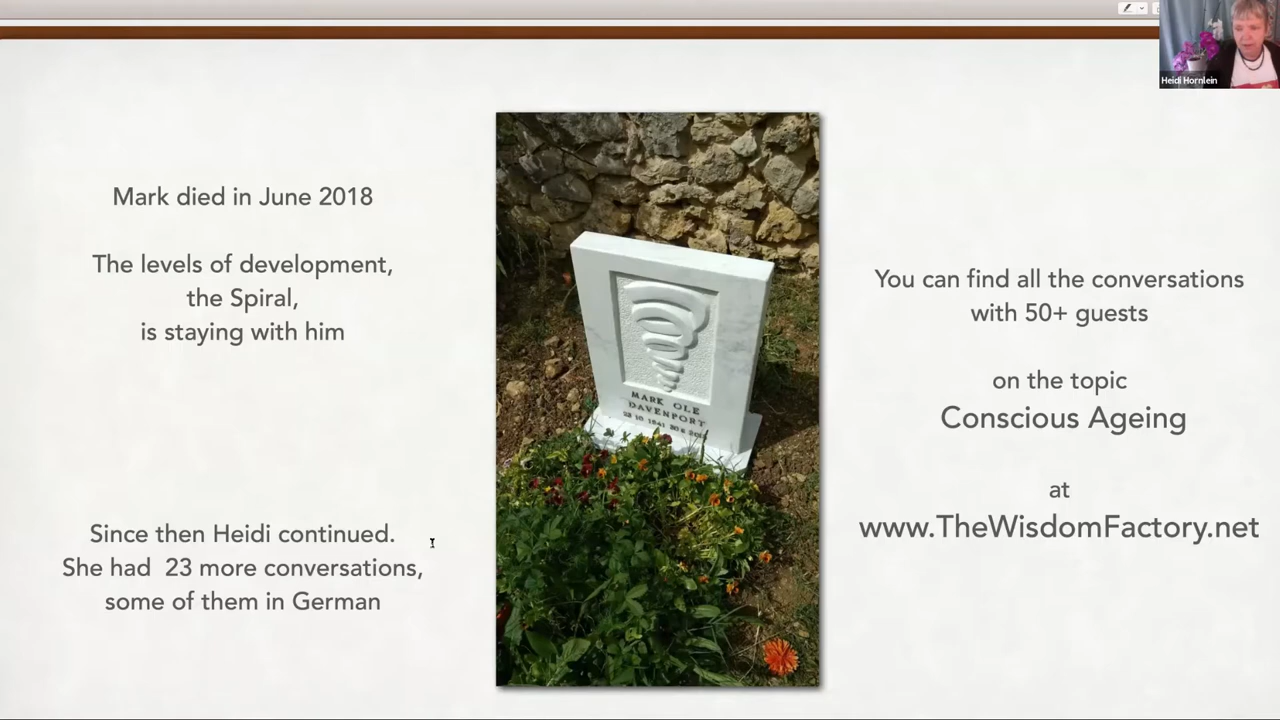 Heidi Hornlein
Mark died in June 2018
The levels of development,
the Spiral,
is staying with him
Since then Heidi continued.
She had 23 more conversations,
some of them in German
MARK OLE
DAVENPORT
You can find all the conversations
with 50+ guests
on the topic
Conscious Ageing
at
www.TheWisdomFactory.net